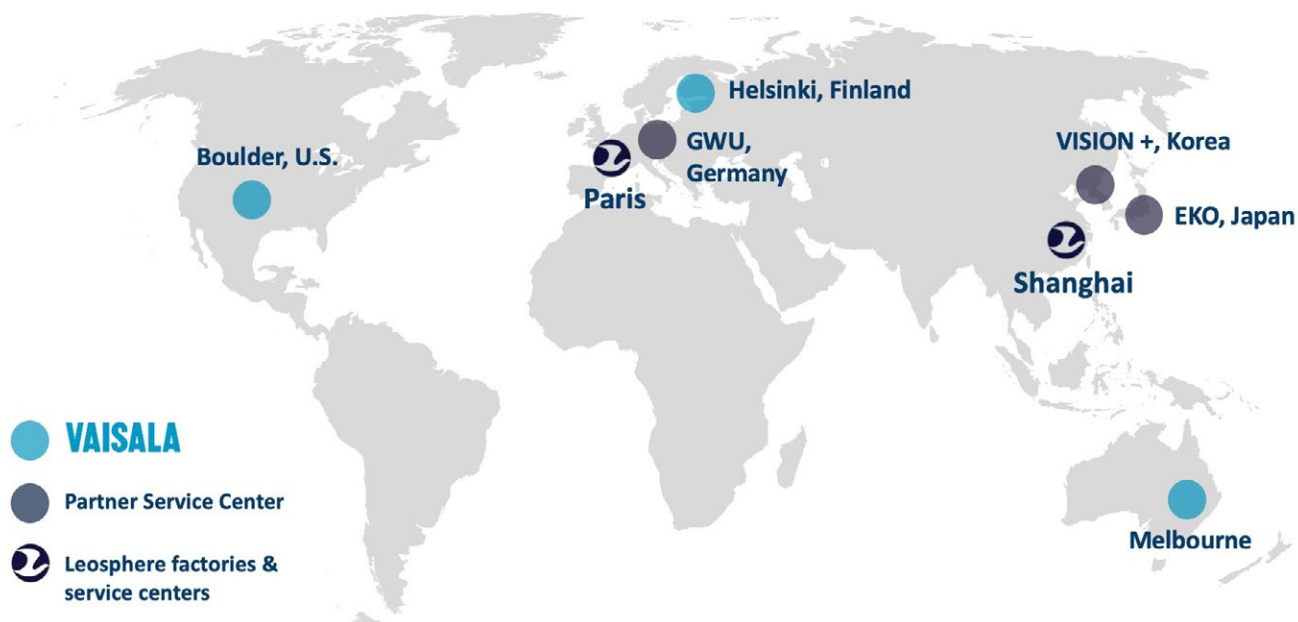 Helsinki, Finland
Boulder, U.S.
GWU,
Germany
VISION +, Korea
Paris
EKO, Japan
Shanghai
VAISALA
Partner Service Center
Melbourne
Leosphere factories &
service centers